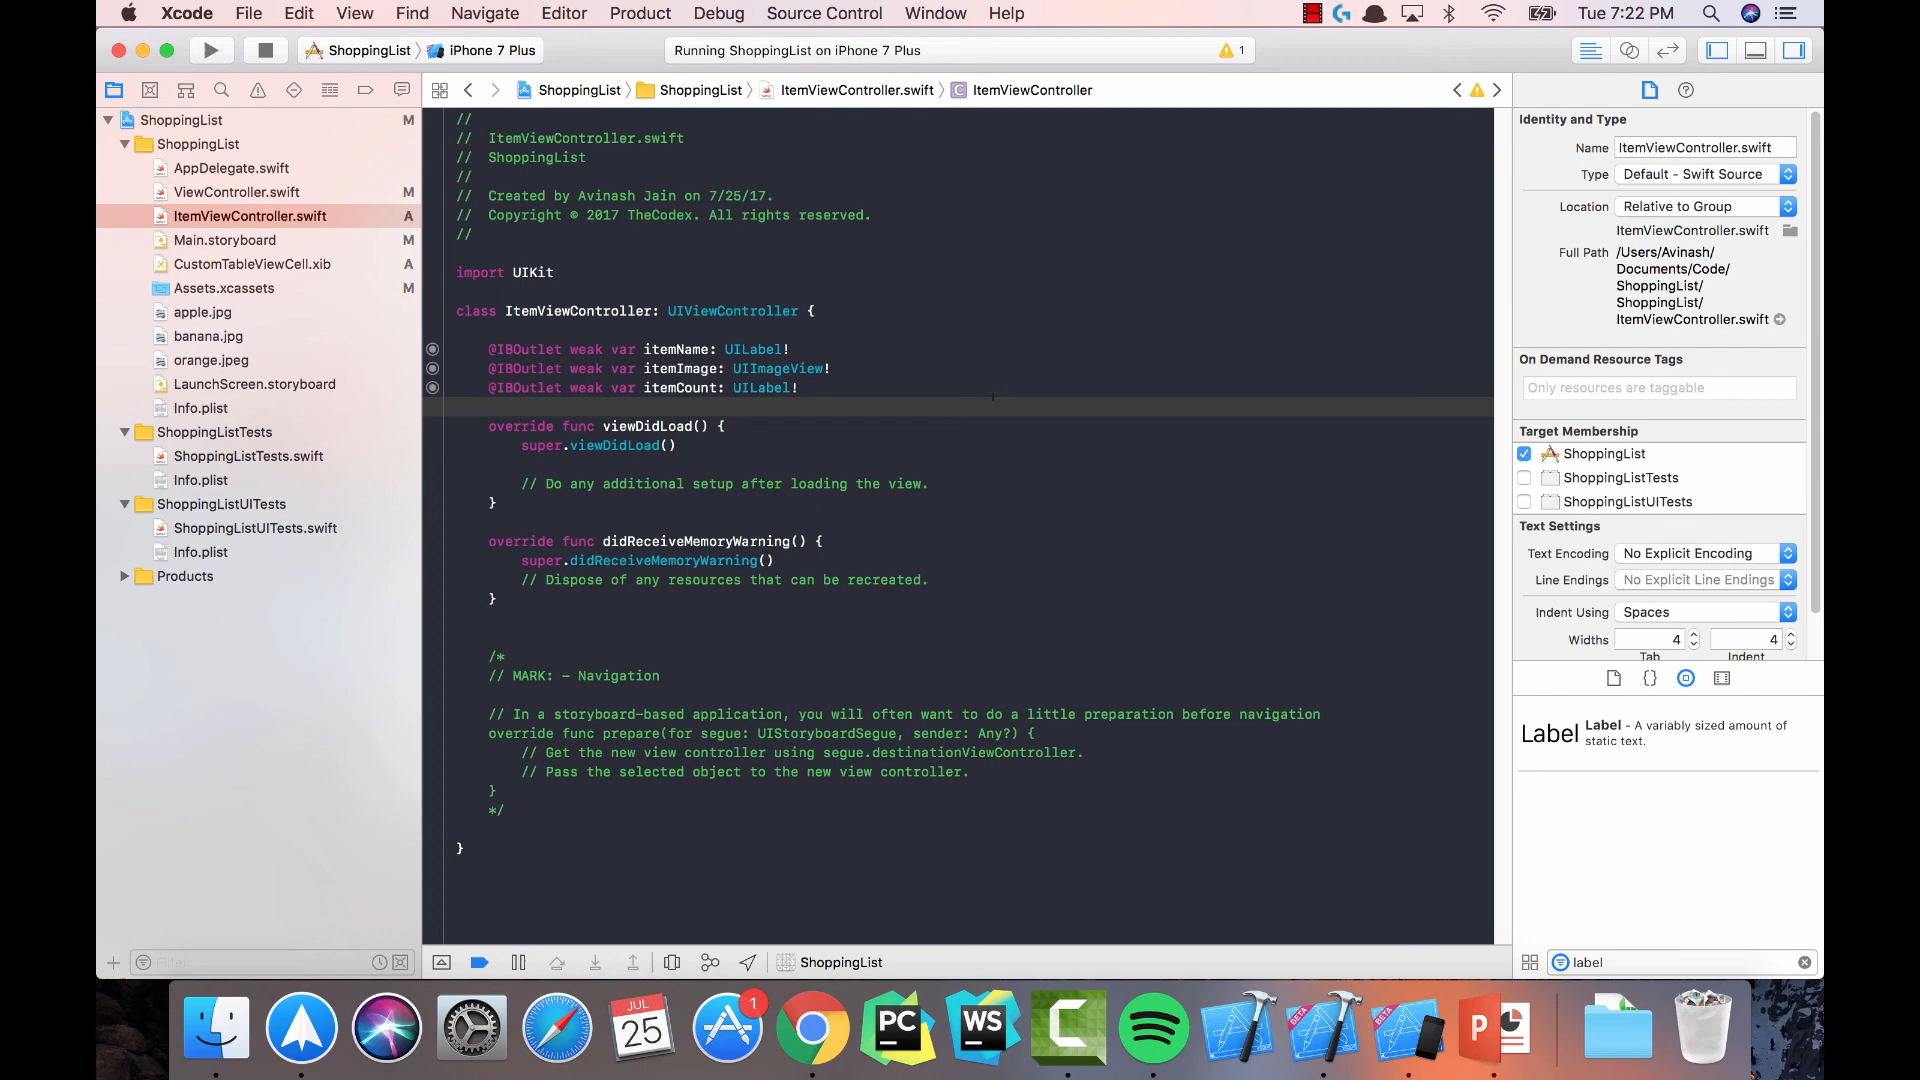 Xcode File Edit View Find Navigate Editor Product Debug Source Control Window Help Tue 7:22 PM
ShoppingList iPhone 7 Plus Running ShoppingList on iPhone 7 Plus 1
ShoppingList ShoppingList ItemViewController.swift ItemViewController
ShoppingList M
ShoppingList
AppDelegate.swift
ViewController.swift M
ItemViewController.swift A
Main.storyboard M
CustomTableViewCell.xib A
Assets.xcassets M
apple.jpg
banana.jpg
orange.jpeg
LaunchScreen.storyboard
Info.plist
ShoppingListTests
ShoppingListTests.swift
Info.plist
ShoppingListUITests
ShoppingListUITests.swift
Info.plist
Products
Filter
//
// ItemViewController.swift
// ShoppingList
//
// Created by Avinash Jain on 7/25/17.
// Copyright © 2017 TheCodex. All rights reserved.
//
import UIKit
class ItemViewController: UIViewController {
@IBOutlet weak var itemName: UILabel!
@IBOutlet weak var itemImage: UIImageView!
@IBOutlet weak var itemCount: UILabel!
override func viewDidLoad() {
super.viewDidLoad()
// Do any additional setup after loading the view.
}
override func didReceiveMemoryWarning() {
super.didReceiveMemoryWarning()
// Dispose of any resources that can be recreated.
}
/*
// MARK: - Navigation
// In a storyboard-based application, you will often want to do a little preparation before navigation
override func prepare(for segue: UIStoryboardSegue, sender: Any?) {
// Get the new view controller using segue.destinationViewController.
// Pass the selected object to the new view controller.
}
*/
}
ShoppingList
Identity and Type
Name ItemViewController.swift
Type Default - Swift Source
Location Relative to Group
ItemViewController.swift
Full Path /Users/Avinash/
Documents/Code/
ShoppingList/
ShoppingList/
ItemViewController.swift
On Demand Resource Tags
Only resources are taggable
Target Membership
ShoppingList
ShoppingListTests
ShoppingListUITests
Text Settings
Text Encoding No Explicit Encoding
Line Endings No Explicit Line Endings
Indent Using Spaces
Widths 4 4
Tab Indent
{}
Label Label - A variably sized amount of
static text.
label
JUL
25
1
PC
WS
C
BETA
BETA
P